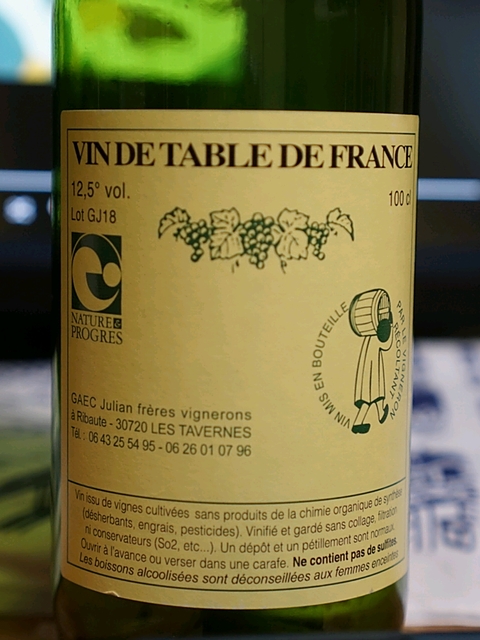 VIN DE TABLE DE FRANCE
12,5° vol.
100 cl
Lot GJ18
NATURE &
PROGRES
VIN MIS EN BOUTEILLE
PAR LE VIGNERON
RÉCOLTANT
GAEC Julian frères vignerons
à Ribaute - 30720 LES TAVERNES
Tél : 06 43 25 54 95 - 06 26 01 07 96
Vin issu de vignes cultivées sans produits de la chimie organique de synthèse
(désherbants, engrais, pesticides). Vinifié et gardé sans collage, filtration
ni conservateurs (So2, etc...). Un dépôt et un pétillement sont normaux.
Ouvrir à l'avance ou verser dans une carafe. Ne contient pas de sulfites.
Les boissons alcoolisées sont déconseillées aux femmes enceintes